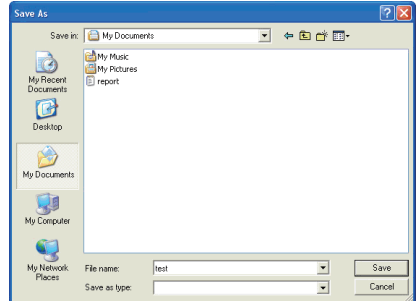 Save As
Save in:
My Documents
My Recent
Documents
Desktop
My Documents
My Computer
My Network
Places
My Music
My Pictures
report
File name:
test
Save
Save as type:
Cancel